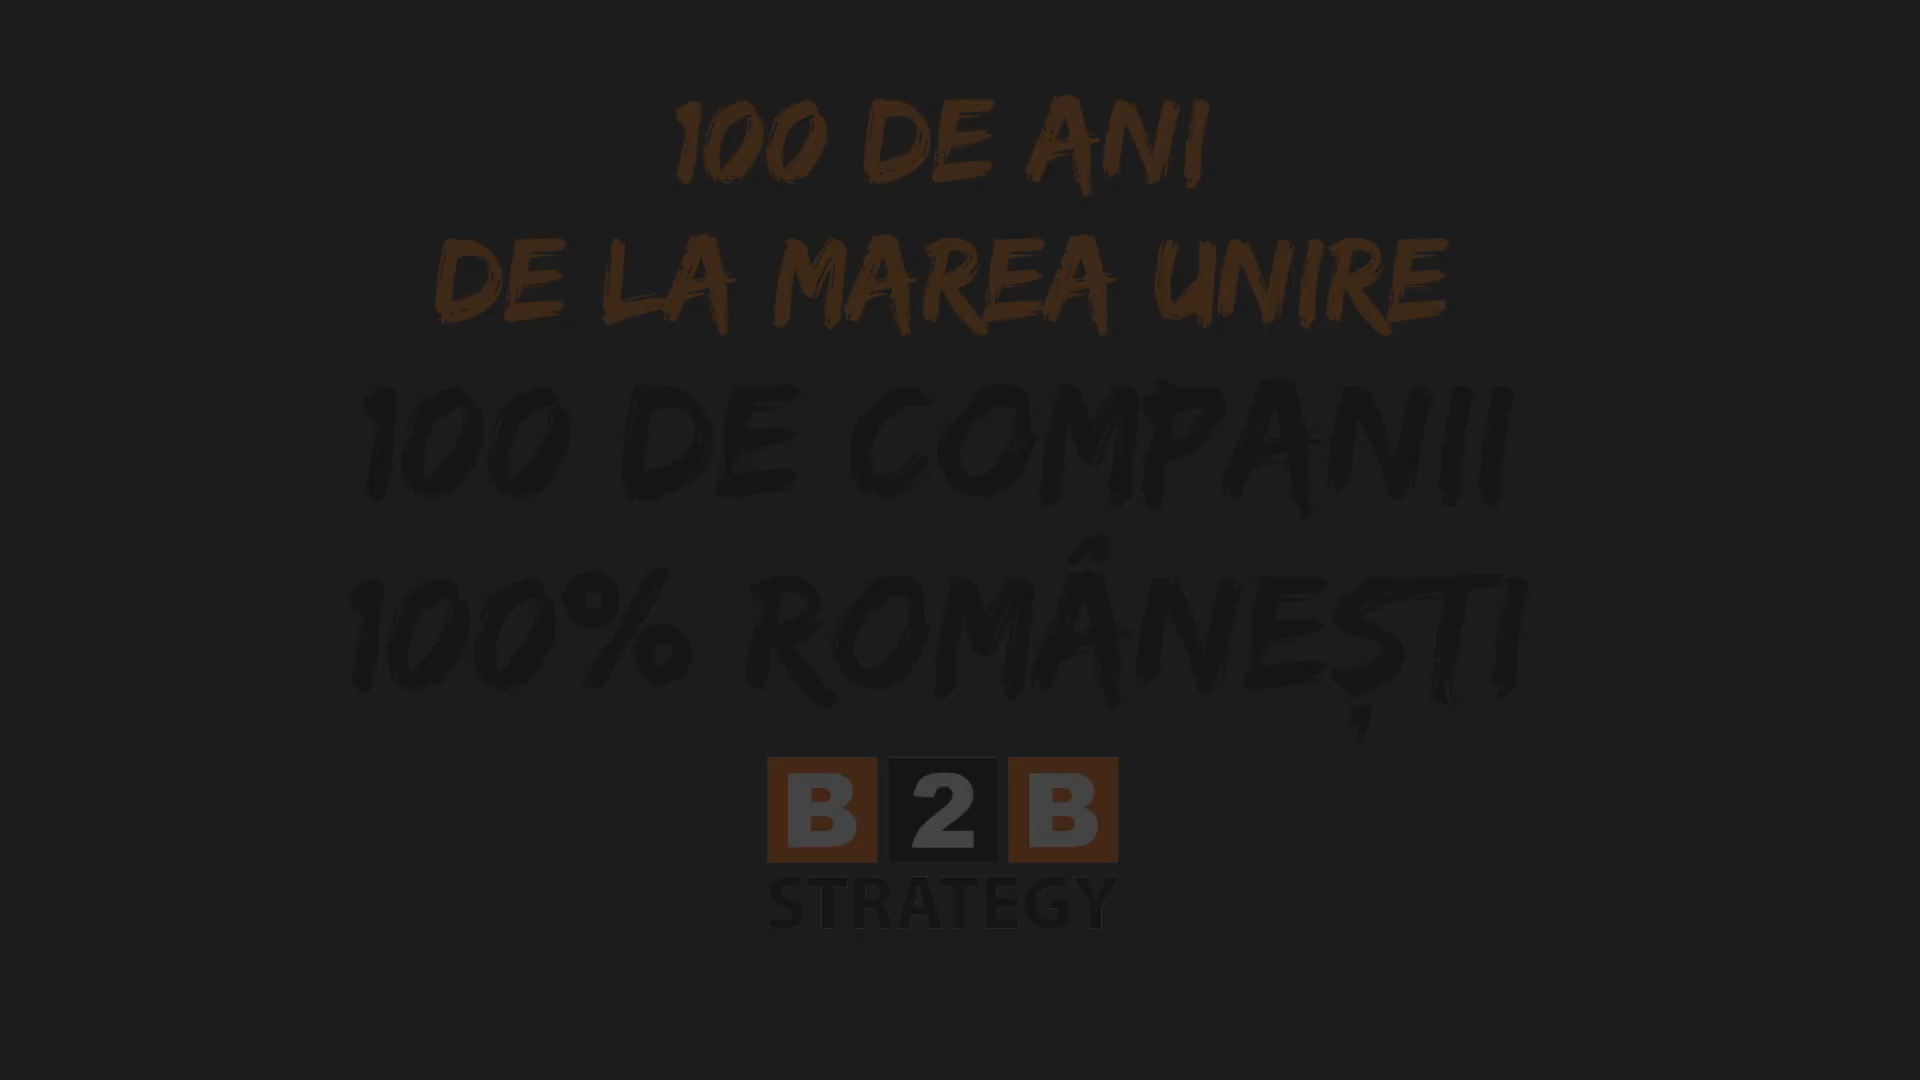 100 DE ANI
DE LA MAREA UNIRE
100 DE COMPANII
100% ROMÂNEȘTI
B2B
STRATEGY